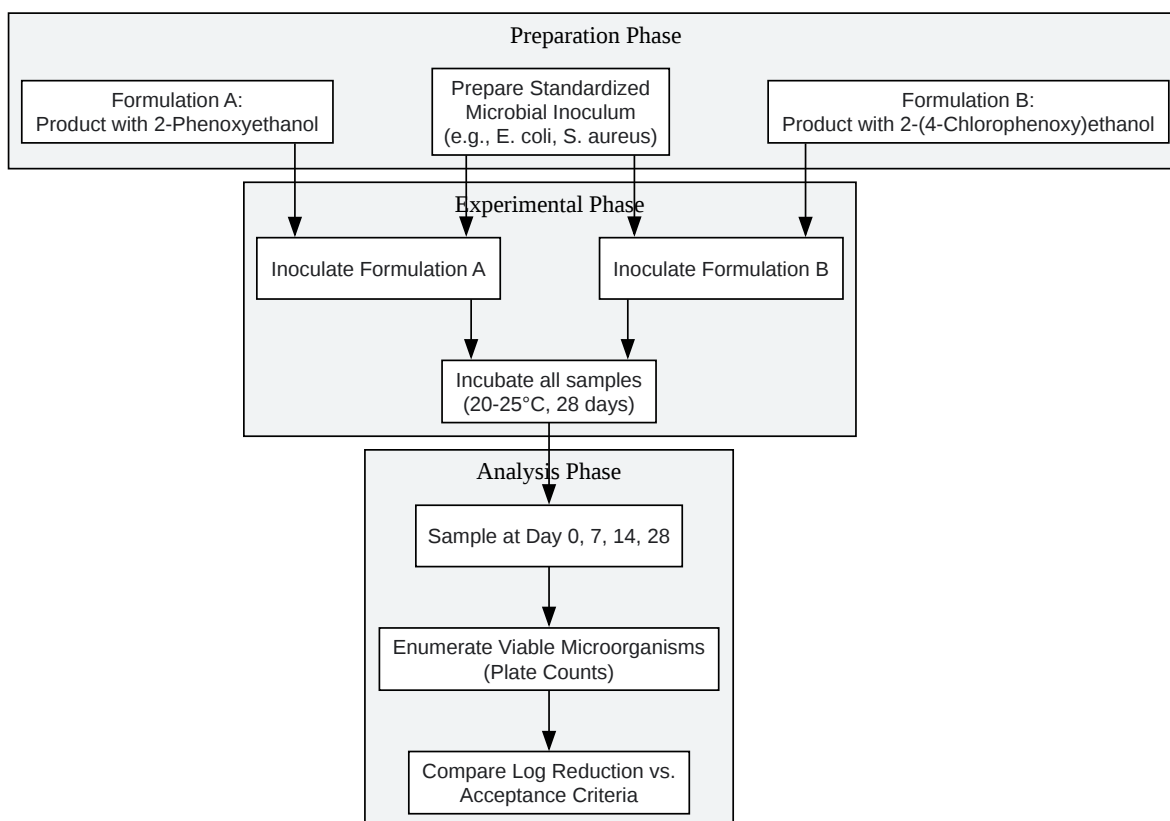 Preparation Phase
Formulation A:
Product with 2-Phenoxyethanol
Prepare Standardized
Microbial Inoculum
(e.g., E. coli, S. aureus)
Formulation B:
Product with 2-(4-Chlorophenoxy)ethanol
Experimental Phase
Inoculate Formulation A
Inoculate Formulation B
Incubate all samples
(20-25°C, 28 days)
Analysis Phase
Sample at Day 0, 7, 14, 28
Enumerate Viable Microorganisms
(Plate Counts)
Compare Log Reduction vs.
Acceptance Criteria